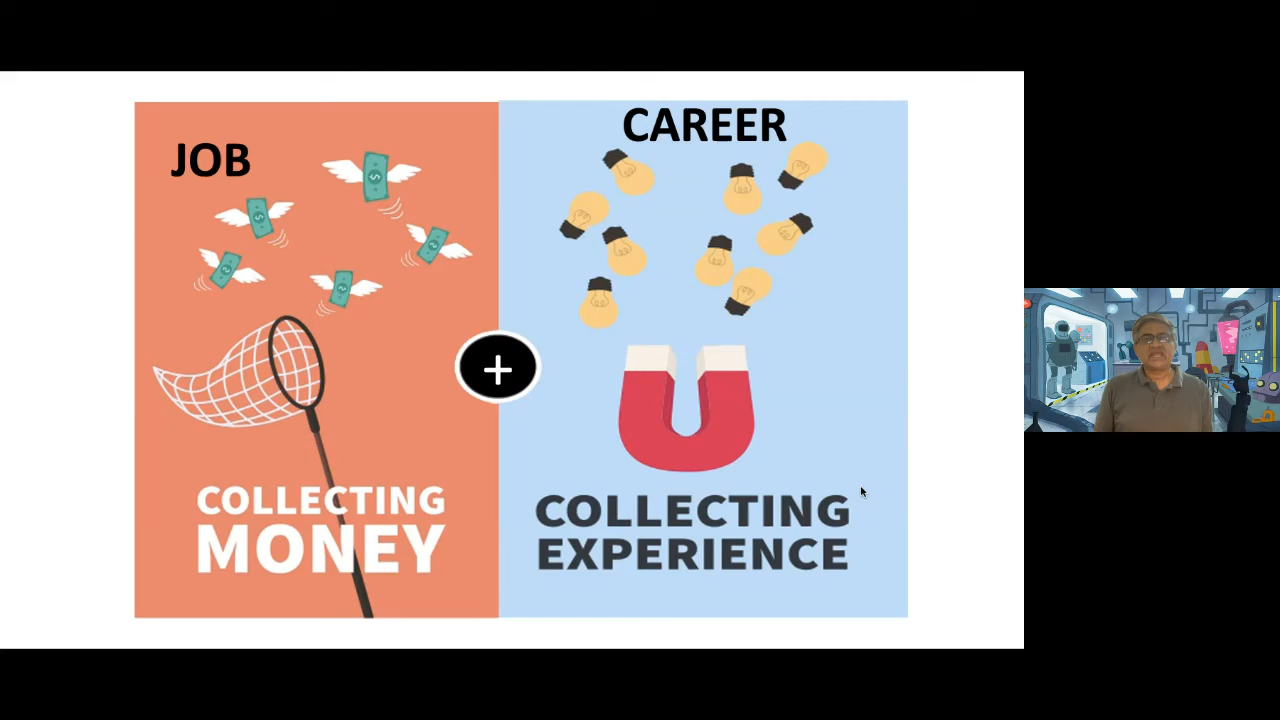 JOB
CAREER
+
COLLECTING
MONEY
COLLECTING
EXPERIENCE